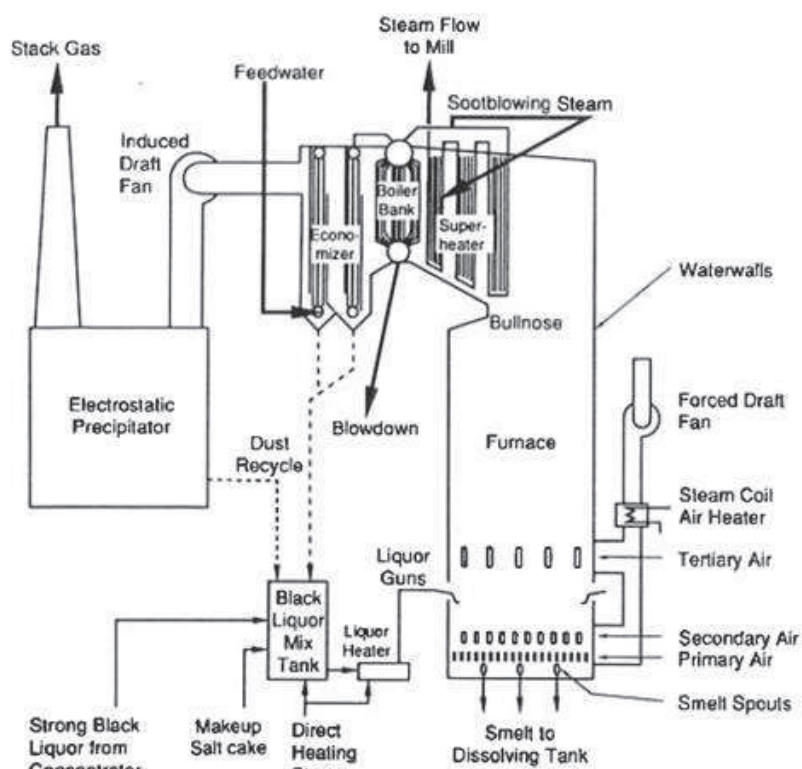 Steam Flow
to Mill
Stack Gas
Feedwater
Sootblowing Steam
Induced
Draft
Fan
Boiler
Bank
Econo-
mizer
Super-
heater
Waterwalls
Bullnose
Electrostatic
Precipitator
Blowdown
Forced Draft
Fan
Dust
Recycle
Furnace
Steam Coil
Air Heater
Liquor
Guns
Tertiary Air
Black
Liquor
Mix
Tank
Liquor
Heater
Secondary Air
Primary Air
Smelt Spouts
Strong Black
Liquor from
Makeup
Salt cake
Direct
Heating
Smelt to
Dissolving Tank